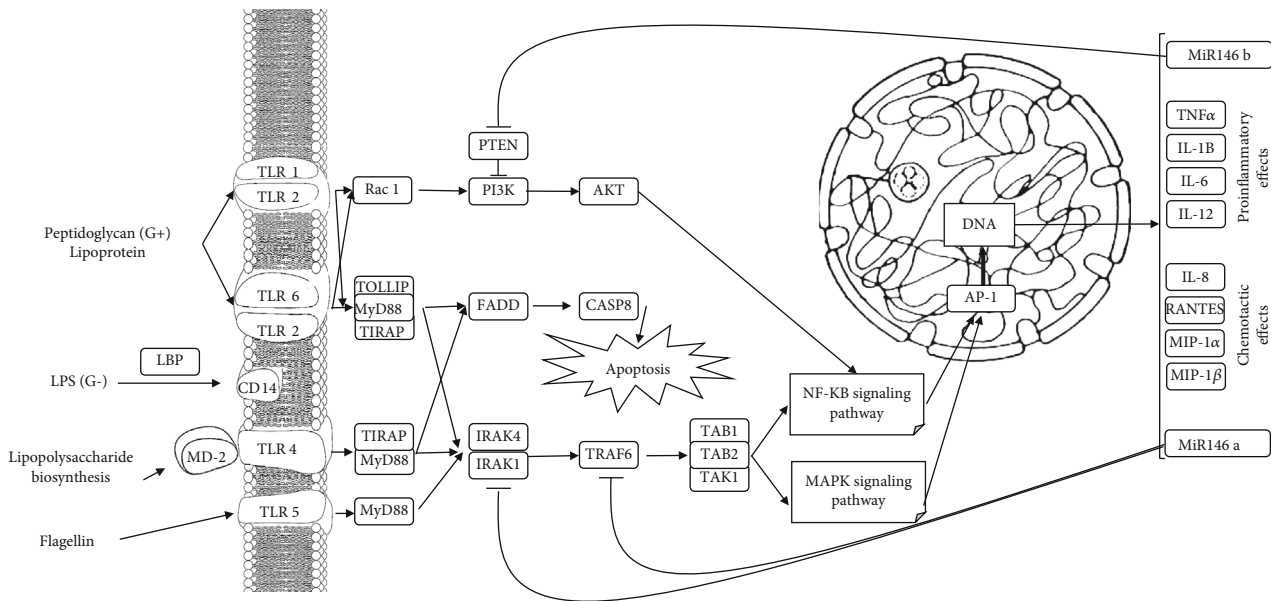 MiR146 b
PTEN
TNFα
IL-1B
IL-6
IL-12
Proinflammatory
effects
TLR 1
TLR 2
Rac 1
PI3K
AKT
DNA
Peptidoglycan (G+)
Lipoprotein
TLR 6
TLR 2
TOLLIP
MyD88
TIRAP
FADD
CASP8
AP-1
IL-8
RANTES
MIP-1α
MIP-1β
Chemotactic
effects
LBP
LPS (G-)
CD14
Apoptosis
NF-KB signaling
pathway
Lipopolysaccharide
biosynthesis
MD-2
TLR 4
TIRAP
MyD88
IRAK4
IRAK1
TRAF6
TAB1
TAB2
TAK1
MiR146 a
MAPK signaling
pathway
Flagellin
TLR 5
MyD88